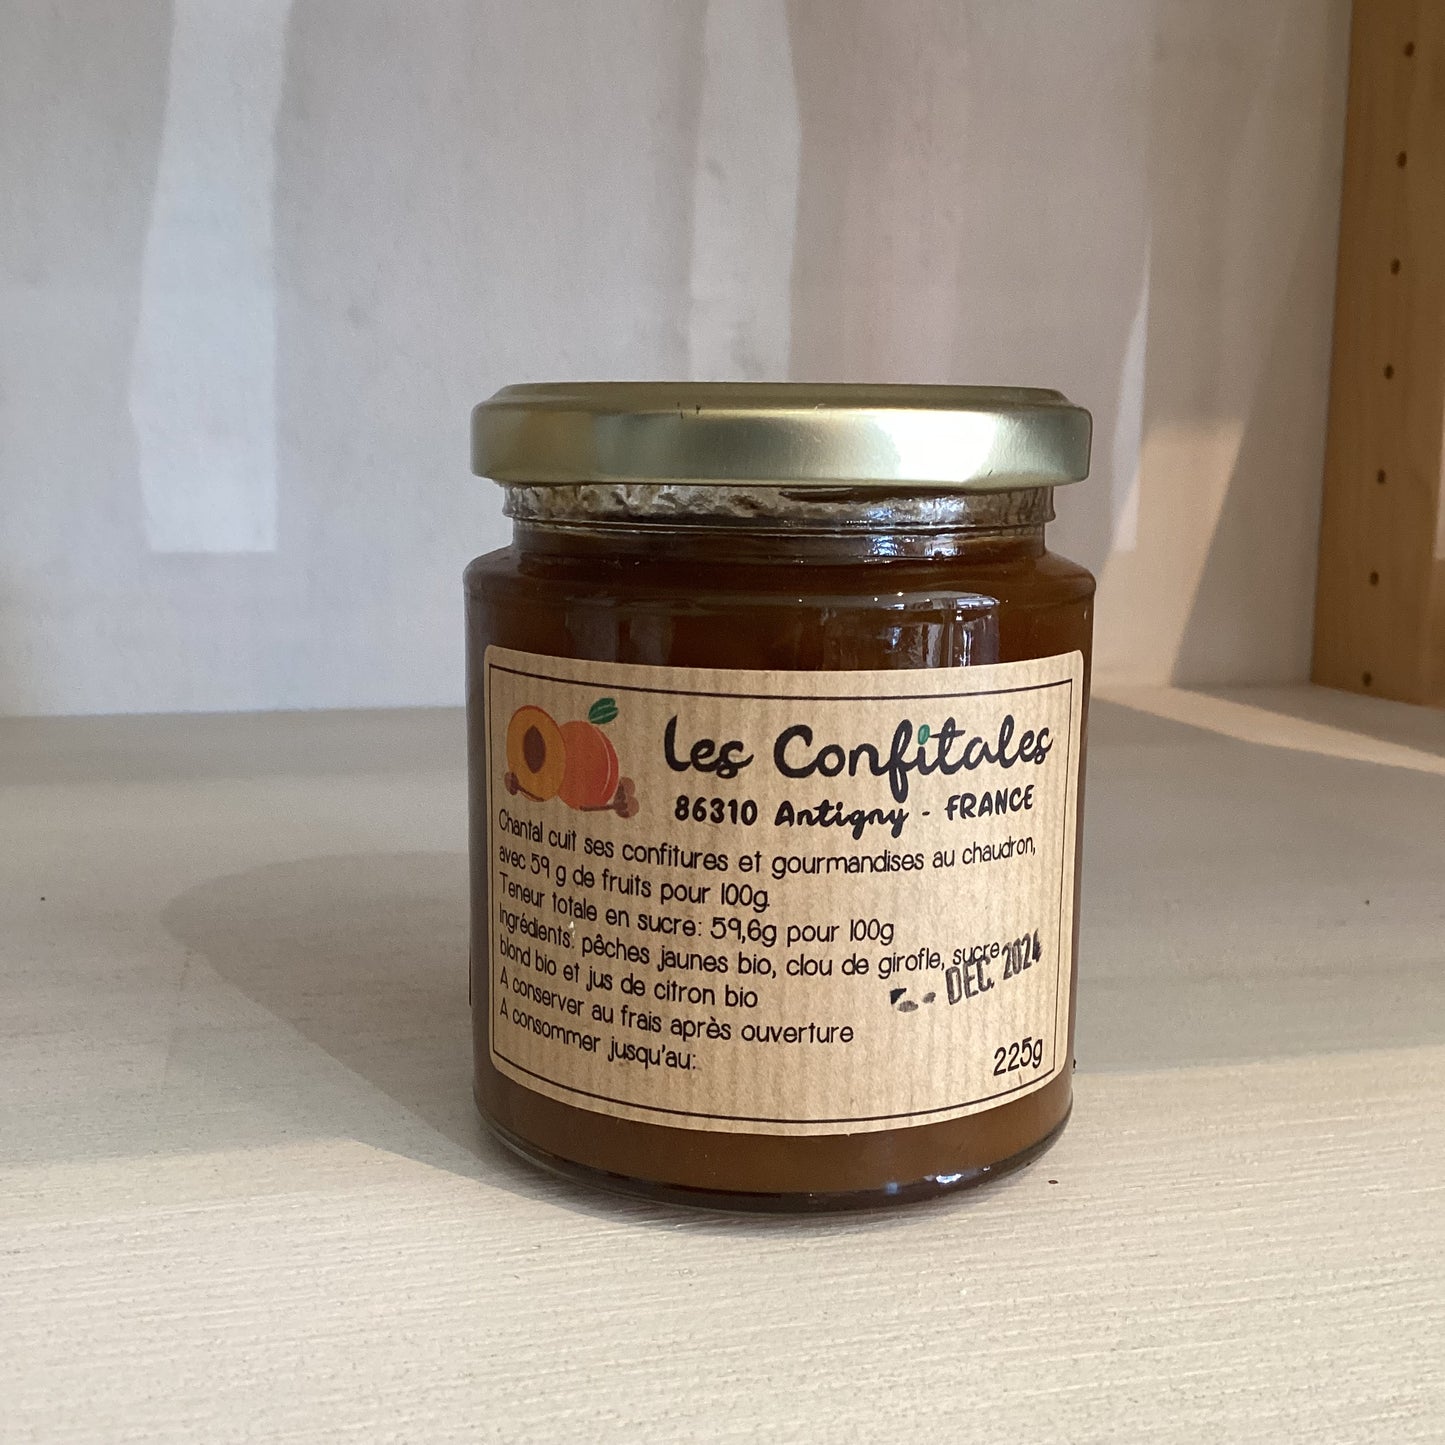 Les Confitales
86310 Antigny - FRANCE
Chantal cuit ses confitures et gourmandises au chaudron,
avec 59 g de fruits pour 100g.
Teneur totale en sucre: 59,6g pour 100g
Ingrédients: pêches jaunes bio, clou de girofle, sucre
blond bio et jus de citron bio
DEC. 2024
A conserver au frais après ouverture
A consommer jusqu'au:
225g